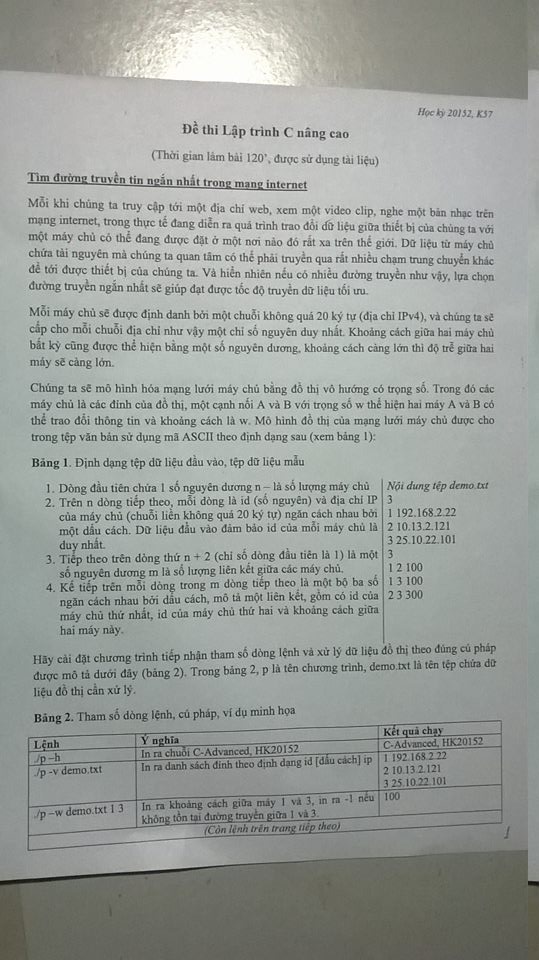 Học kỳ 20152, K57
Đề thi Lập trình C nâng cao
(Thời gian làm bài 120', được sử dụng tài liệu)
Tìm đường truyền tin ngắn nhất trong mạng internet
Mỗi khi chúng ta truy cập tới một địa chỉ web, xem một video clip, nghe một bản nhạc trên
mạng internet, trong thực tế đang diễn ra quá trình trao đổi dữ liệu giữa thiết bị của chúng ta với
một máy chủ có thể đang được đặt ở một nơi nào đó rất xa trên thế giới. Dữ liệu từ máy chủ
chứa tài nguyên mà chúng ta quan tâm có thể phải truyền qua rất nhiều chạm trung chuyển khác
để tới được thiết bị của chúng ta. Và hiển nhiên nếu có nhiều đường truyền như vậy, lựa chọn
đường truyền ngắn nhất sẽ giúp đạt được tốc độ truyền dữ liệu tối ưu.
Mỗi máy chủ sẽ được định danh bởi một chuỗi không quá 20 ký tự (địa chỉ IPv4), và chúng ta sẽ
cấp cho mỗi chuỗi địa chỉ như vậy một chỉ số nguyên duy nhất. Khoảng cách giữa hai máy chủ
bất kỳ cũng được thể hiện bằng một số nguyên dương, khoảng cách càng lớn thì độ trễ giữa hai
máy sẽ càng lớn.
Chúng ta sẽ mô hình hóa mạng lưới máy chủ bằng đồ thị vô hướng có trọng số. Trong đó các
máy chủ là các đỉnh của đồ thị, một cạnh nối A và B với trọng số w thể hiện hai máy A và B có
thể trao đổi thông tin và khoảng cách là w. Mô hình đồ thị của mạng lưới máy chủ được cho
trong tệp văn bản sử dụng mã ASCII theo định dạng sau (xem bảng 1):
Bảng 1. Định dạng tệp dữ liệu đầu vào, tệp dữ liệu mẫu
1. Dòng đầu tiên chứa 1 số nguyên dương n – là số lượng máy chủ
2. Trên n dòng tiếp theo, mỗi dòng là id (số nguyên) và địa chỉ IP
của máy chủ (chuỗi liền không quá 20 ký tự) ngăn cách nhau bởi
một dấu cách. Dữ liệu đầu vào đảm bảo id của mỗi máy chủ là
duy nhất.
3. Tiếp theo trên dòng thứ n + 2 (chỉ số dòng đầu tiên là 1) là một
số nguyên dương m là số lượng liên kết giữa các máy chủ.
4. Kế tiếp trên mỗi dòng trong m dòng tiếp theo là một bộ ba số
ngăn cách nhau bởi dấu cách, mô tả một liên kết, gồm có id của
máy chủ thứ nhất, id của máy chủ thứ hai và khoảng cách giữa
hai máy này.
Nội dung tệp demo.txt
3
1 192.168.2.22
2 10.13.2.121
3 25.10.22.101
3
1 2 100
1 3 100
2 3 300
Hãy cài đặt chương trình tiếp nhận tham số dòng lệnh và xử lý dữ liệu đồ thị theo đúng cú pháp
được mô tả dưới đây (bảng 2). Trong bảng 2, p là tên chương trình, demo.txt là tên tệp chứa dữ
liệu đồ thị cần xử lý.
Bảng 2. Tham số dòng lệnh, cú pháp, ví dụ minh họa
Lệnh Ý nghĩa Kết quả chạy
./p –h In ra chuỗi C-Advanced, HK20152 C-Advanced, HK20152
./p -v demo.txt In ra danh sách đỉnh theo định dạng id [dấu cách] ip 1 192.168.2.22
2 10.13.2.121
3 25.10.22.101
./p –w demo.txt 1 3 In ra khoảng cách giữa máy 1 và 3, in ra -1 nếu 100
không tồn tại đường truyền giữa 1 và 3.
(Còn lệnh trên trang tiếp theo)
1